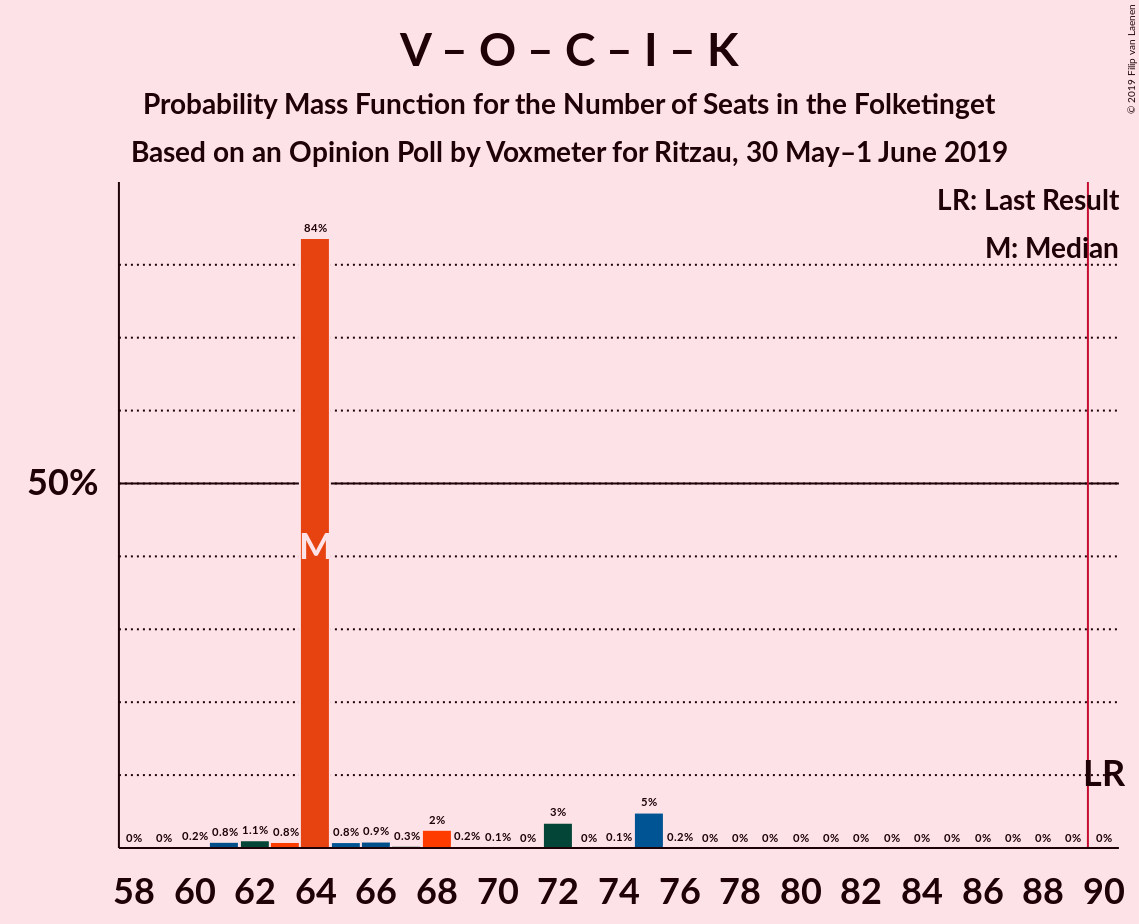 V – O – C – I – K
Probability Mass Function for the Number of Seats in the Folketinget
Based on an Opinion Poll by Voxmeter for Ritzau, 30 May–1 June 2019
© 2019 Filip van Laenen
LR: Last Result
M: Median
84%
50%
M
LR
0% 0% 0.2% 0.8% 1.1% 0.8% 0.8% 0.9% 0.3% 2% 0.2% 0.1% 0% 3% 0% 0.1% 5% 0.2% 0% 0% 0% 0% 0% 0% 0% 0% 0% 0% 0% 0% 0% 0%
58 60 62 64 66 68 70 72 74 76 78 80 82 84 86 88 90